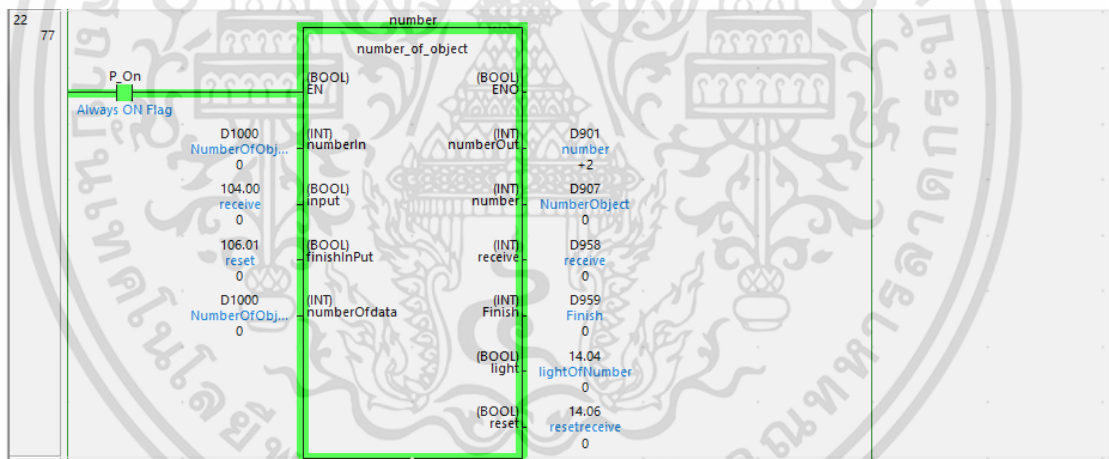 22
77
number
number_of_object
P_On
Always ON Flag
(BOOL)
EN
(BOOL)
ENO
D1000
NumberOfObj...
0
(INT)
numberIn
(INT)
numberOut
D901
number
+2
104.00
receive
0
(BOOL)
input
(INT)
number
D907
NumberObject
0
106.01
reset
0
(BOOL)
finishInPut
(INT)
receive
D958
receive
0
D1000
NumberOfObj...
0
(INT)
numberOfdata
(INT)
Finish
D959
Finish
0
(BOOL)
light
14.04
lightOfNumber
0
(BOOL)
reset
14.06
resetreceive
0